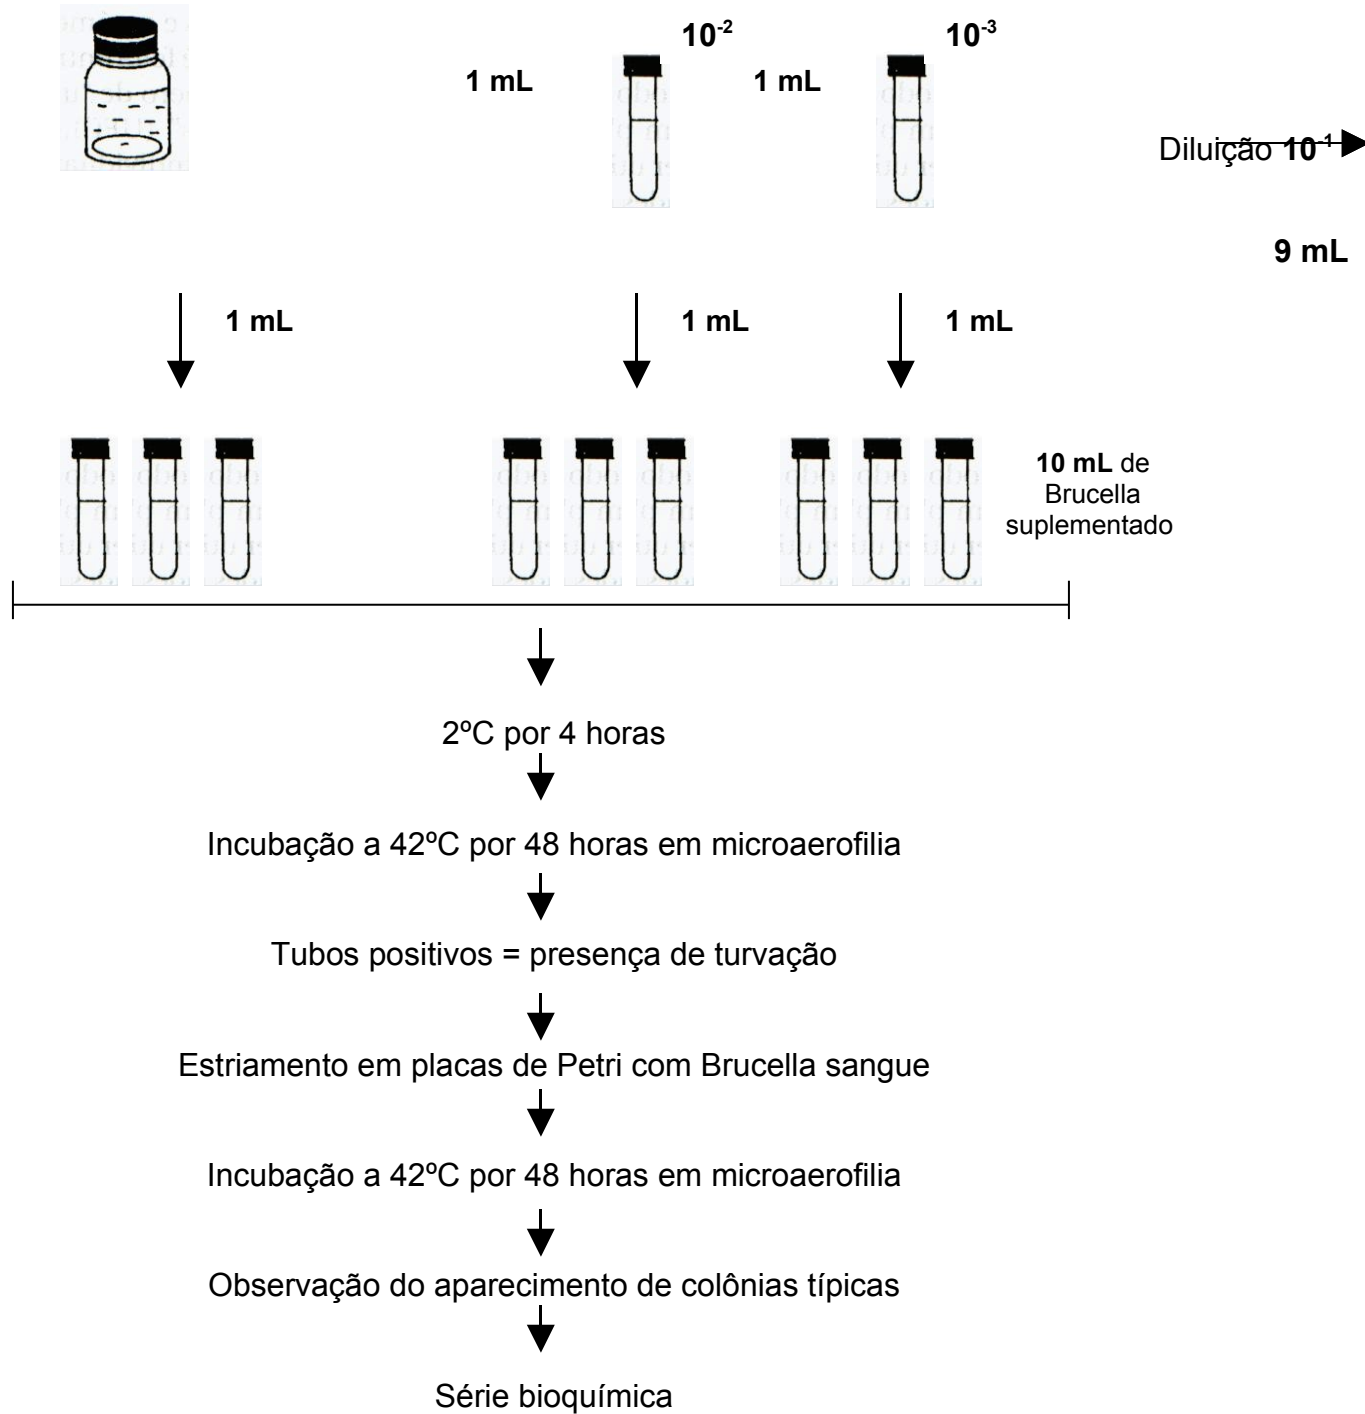 10⁻²
10⁻³
1 mL
1 mL
Diluição 10⁻¹
9 mL
1 mL
1 mL
1 mL
10 mL de
Brucella
suplementado
2ºC por 4 horas
Incubação a 42ºC por 48 horas em microaerofilia
Tubos positivos = presença de turvação
Estriamento em placas de Petri com Brucella sangue
Incubação a 42ºC por 48 horas em microaerofilia
Observação do aparecimento de colônias típicas
Série bioquímica